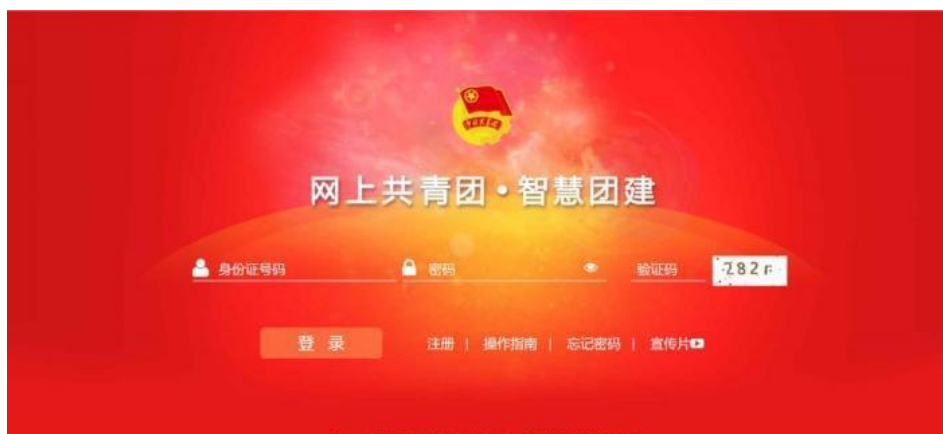 网上共青团·智慧团建
身份证号码 密码 验证码
登 录 注册 | 操作指南 | 忘记密码 | 宣传片